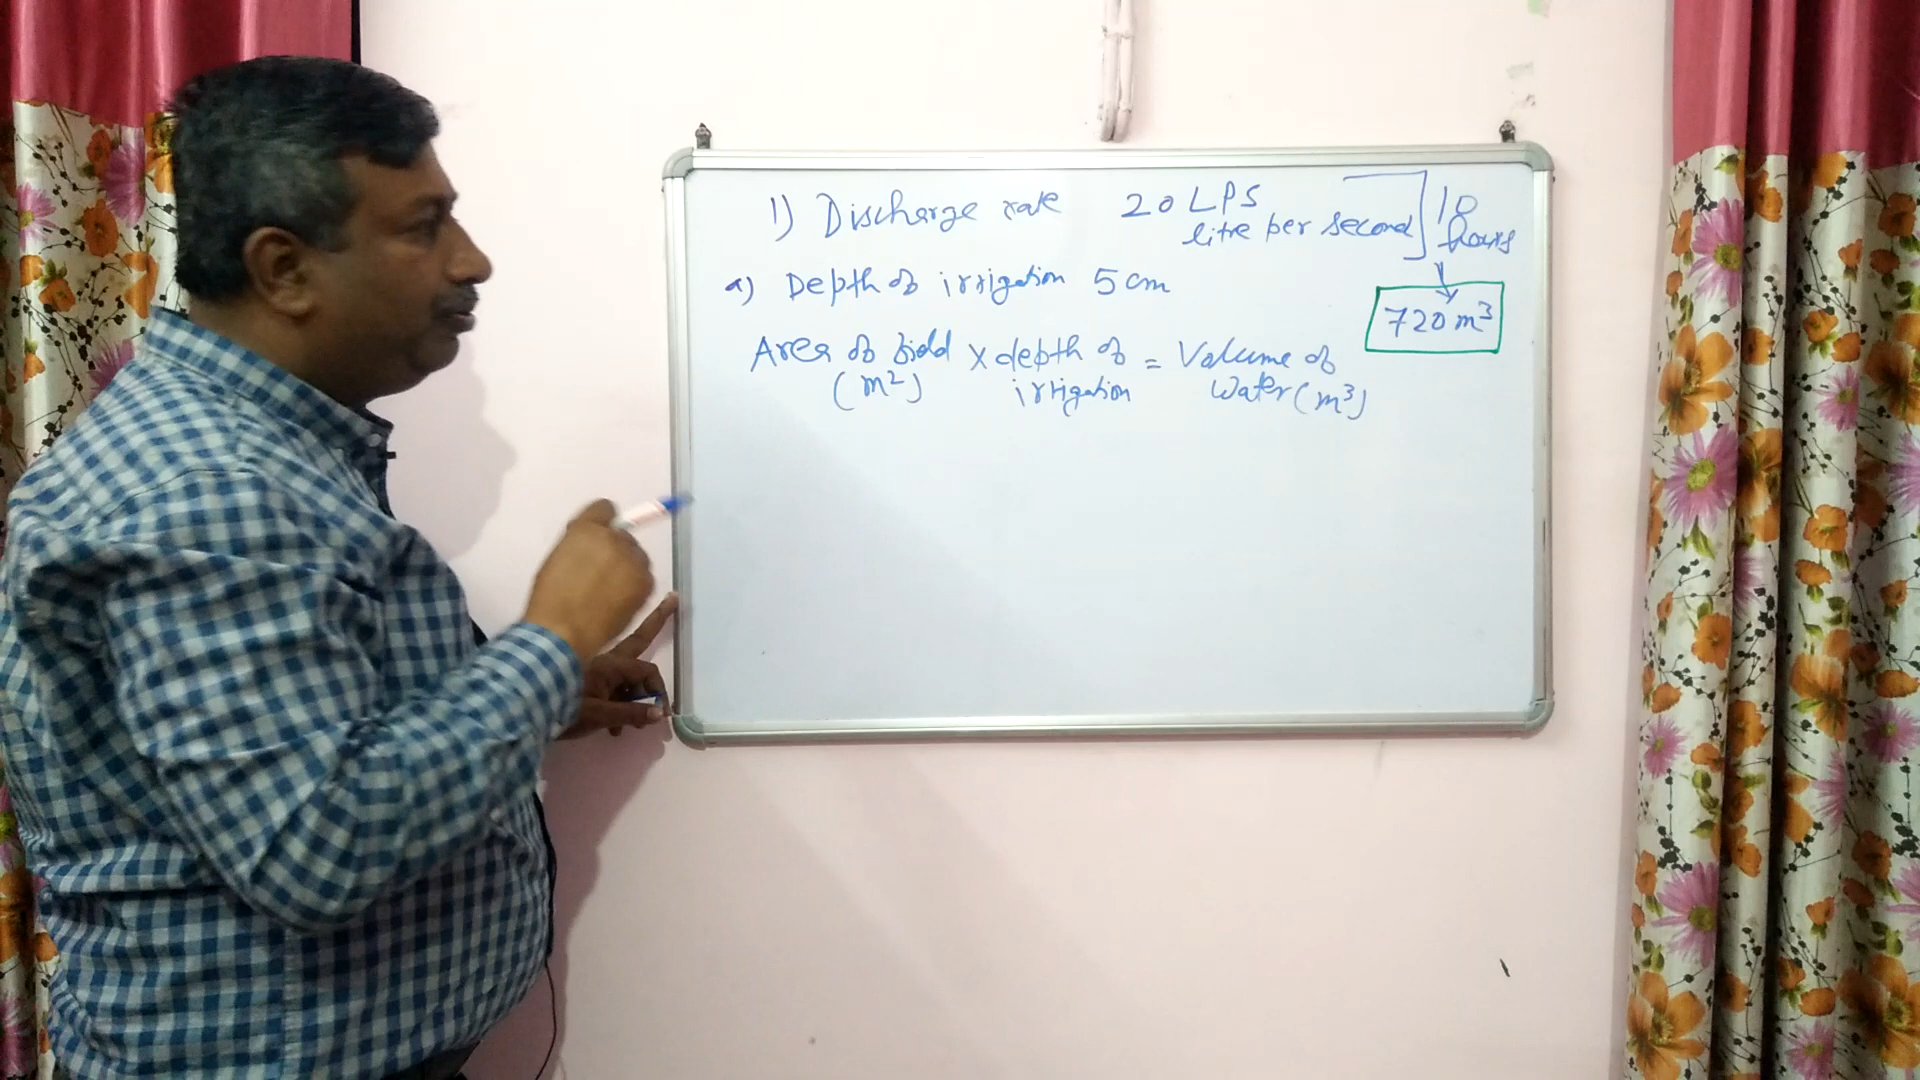 1) Discharge rate 20 LPS
litre per second
10
hours
a) Depth of irrigation 5 cm
720 m³
Area of field × depth of = Volume of
(m²) irrigation Water (m³)